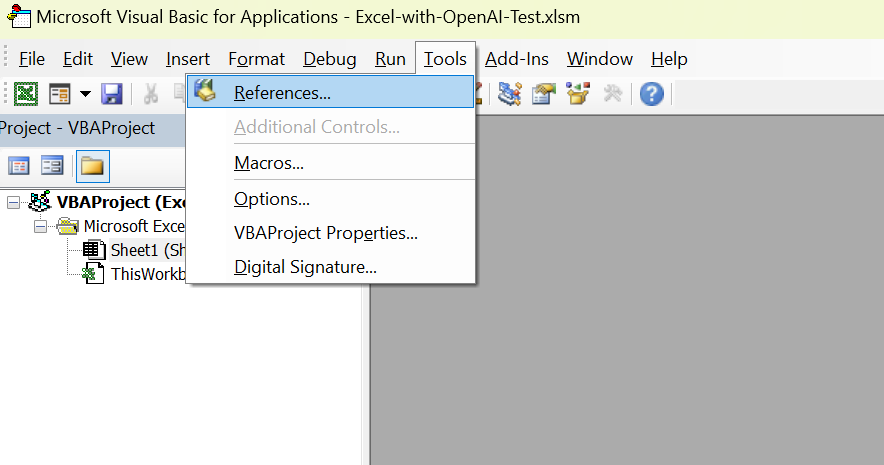 Microsoft Visual Basic for Applications - Excel-with-OpenAI-Test.xlsm
File Edit View Insert Format Debug Run Tools Add-Ins Window Help
References...
Additional Controls...
Macros...
Options...
VBAProject Properties...
Digital Signature...
Project - VBAProject
VBAProject (Exc
Microsoft Exce
Sheet1 (Sh
ThisWorkb